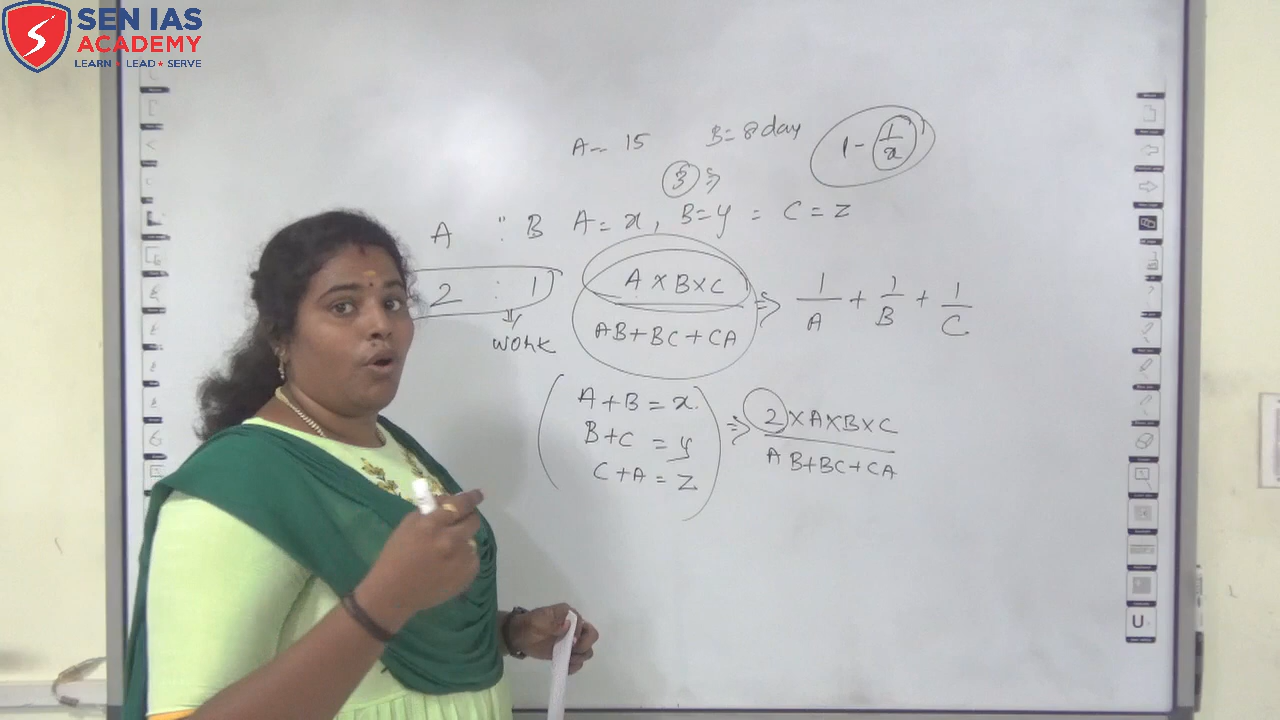 SEN IAS
ACADEMY
LEARN ★ LEAD ★ SERVE
A = 15 B = 8 day 1 - 1/x
3 ⇒
A : B A = x, B = y = C = z
2 : 1
work
A×B×C / AB+BC+CA ⇒ 1/A + 1/B + 1/C
A+B = x
B+C = y
C+A = z
⇒ 2×A×B×C / AB+BC+CA
U